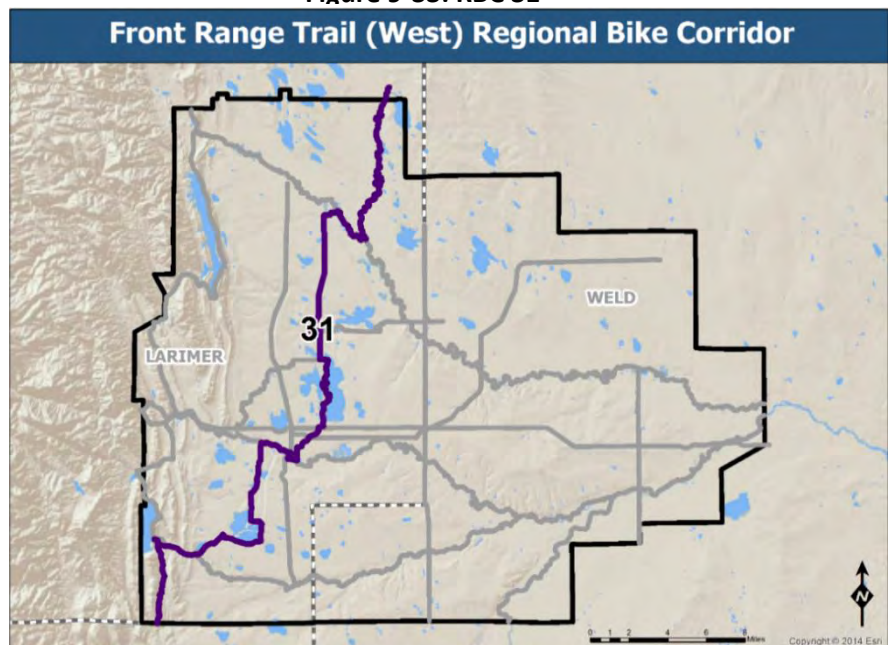 Front Range Trail (West) Regional Bike Corridor
WELD
31
LARIMER
N
0 1 2 4 6 8
Miles
Copyright © 2014 Esri